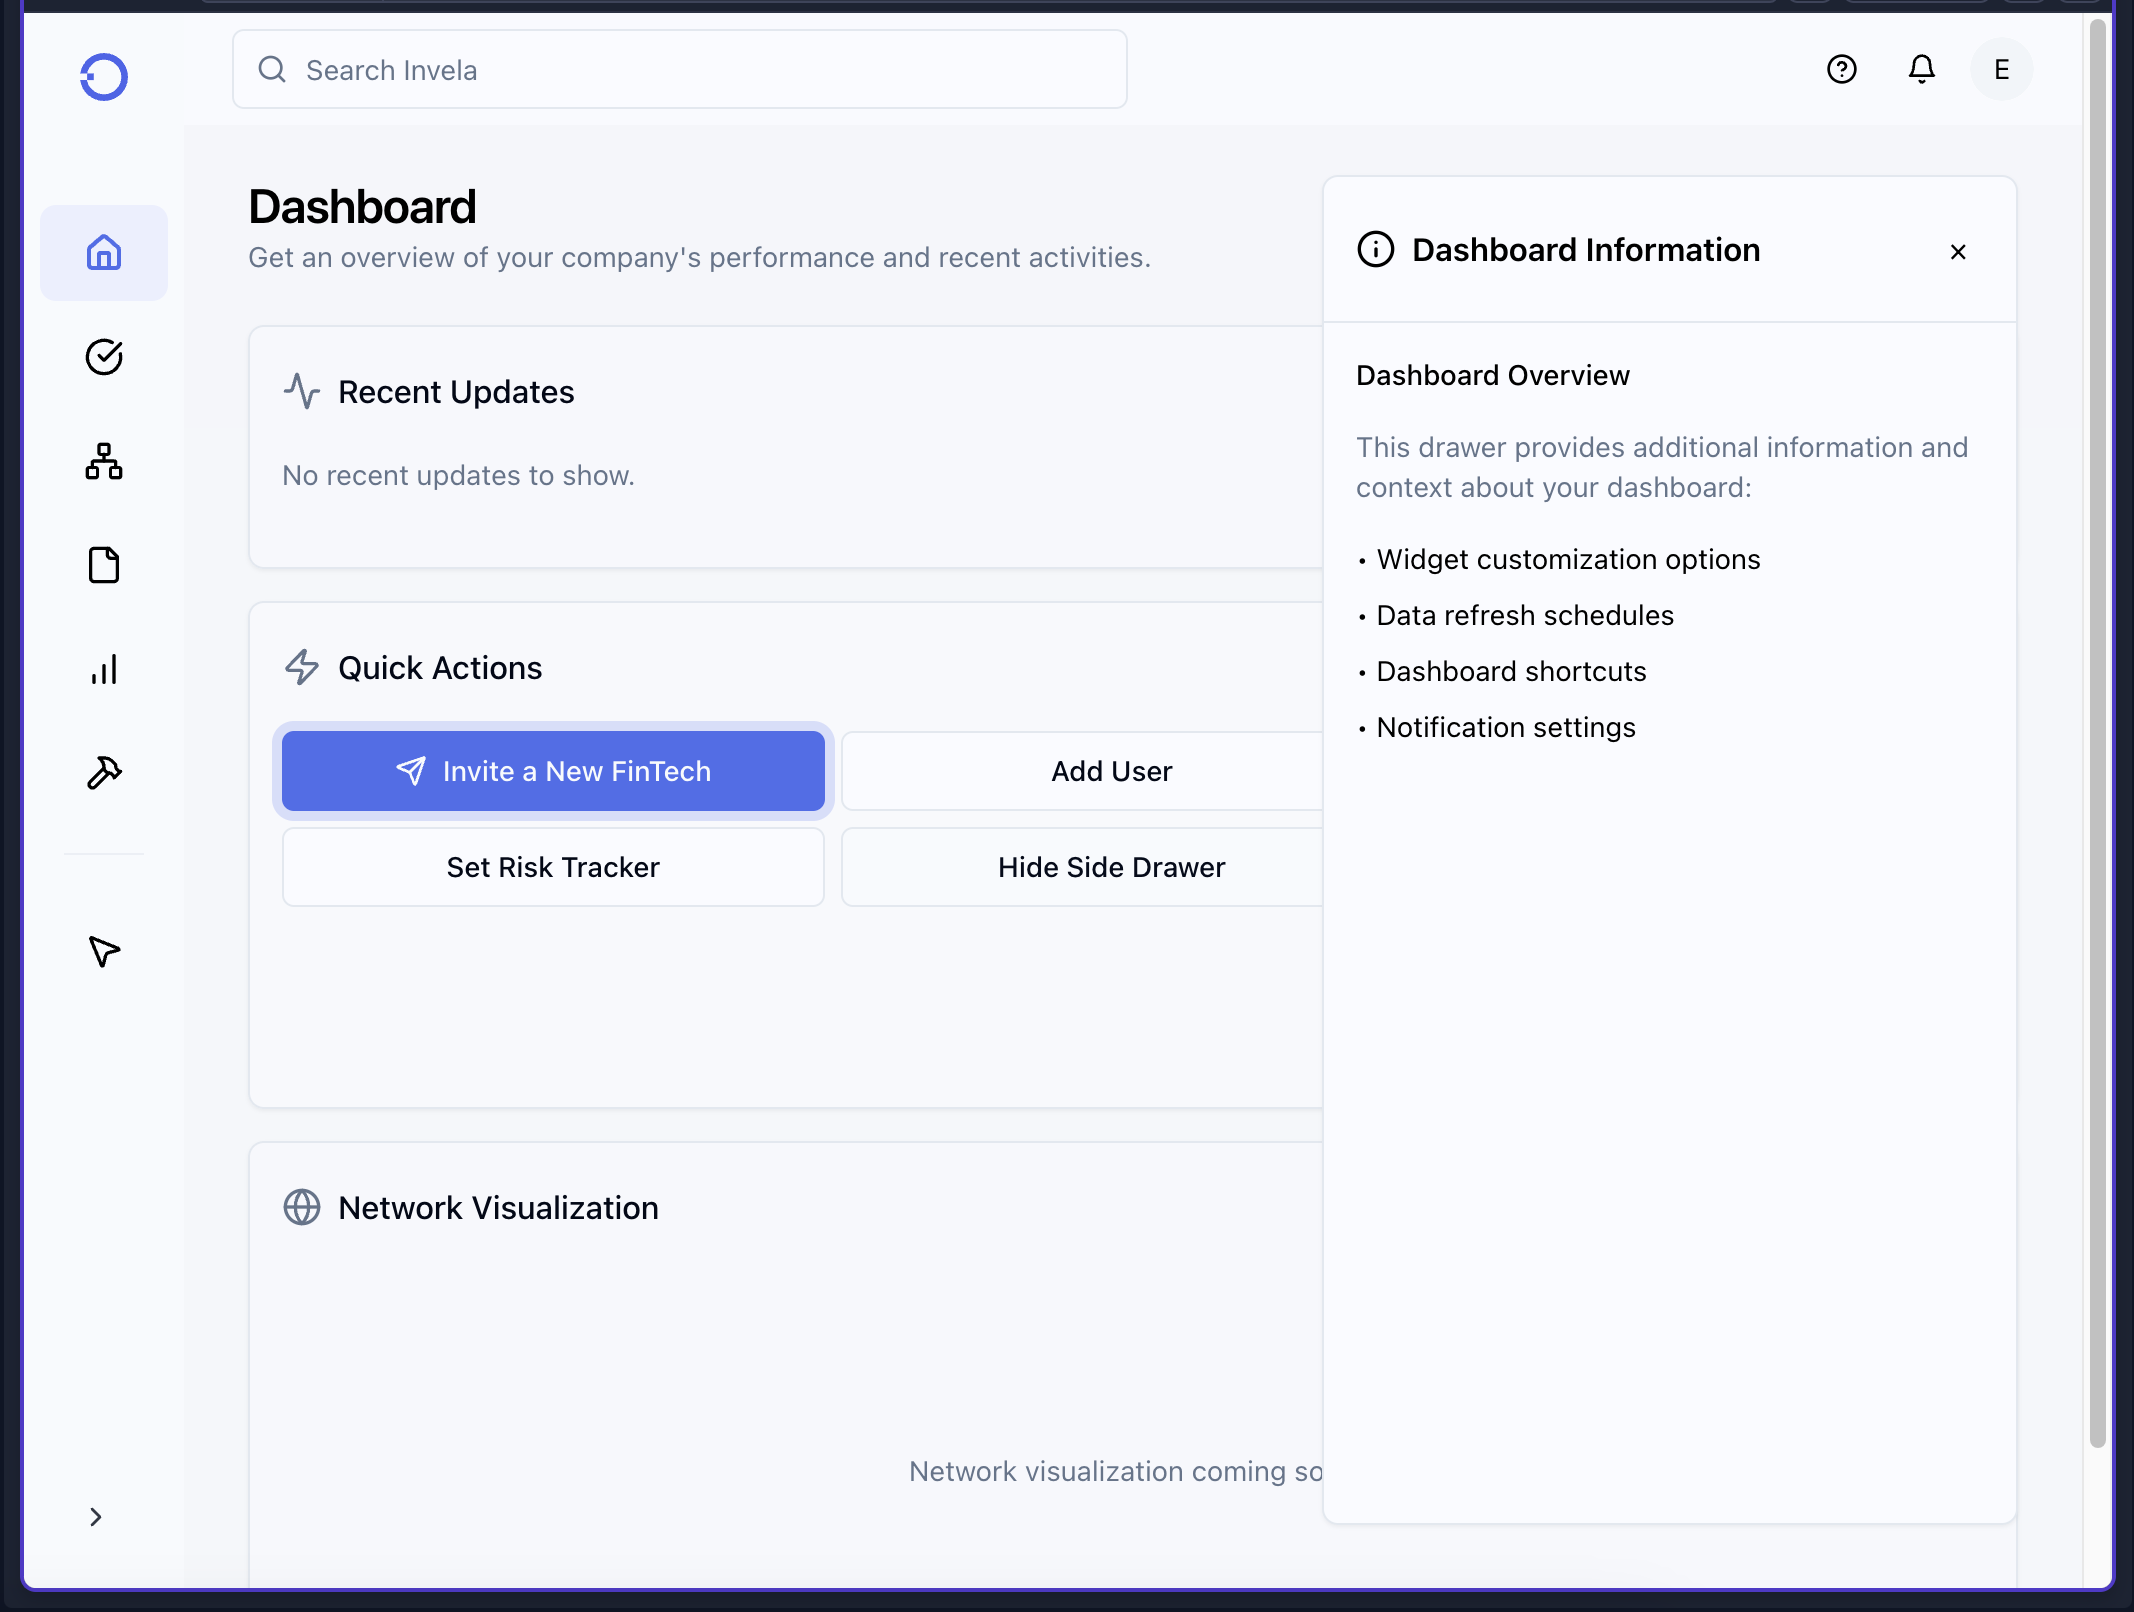 Search Invela
E
Dashboard
Get an overview of your company's performance and recent activities.
Recent Updates
No recent updates to show.
Quick Actions
Invite a New FinTech
Add User
Set Risk Tracker
Hide Side Drawer
Network Visualization
Network visualization coming so
Dashboard Information
Dashboard Overview
This drawer provides additional information and
context about your dashboard:
• Widget customization options
• Data refresh schedules
• Dashboard shortcuts
• Notification settings